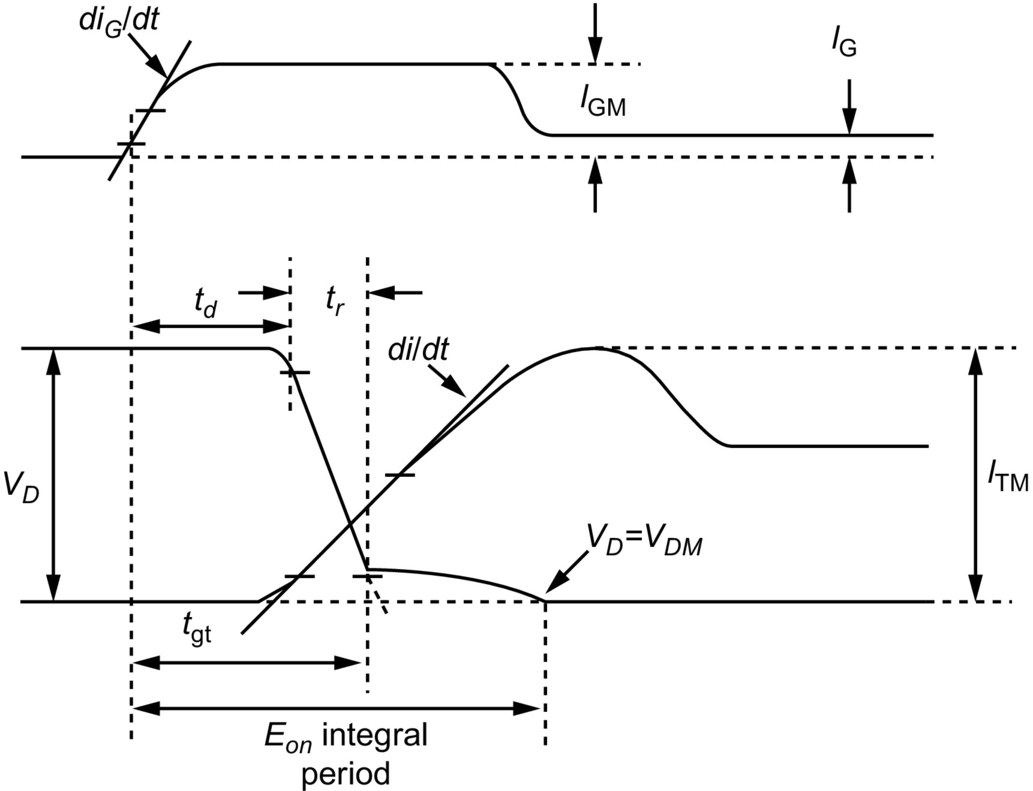 diG/dt
IG
IGM
td
tr
di/dt
VD
ITM
VD=VDM
tgt
Eon integral
period